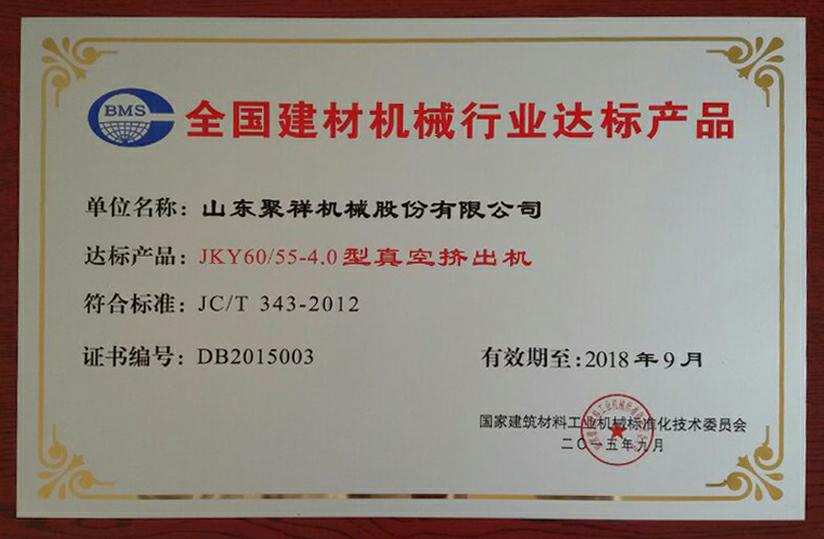 BMS
全国建材机械行业达标产品
单位名称：山东聚祥机械股份有限公司
达标产品：JKY60/55-4.0型真空挤出机
符合标准：JC/T 343-2012
证书编号：DB2015003 有效期至：2018年9月
国家建筑材料工业机械标准化技术委员会
二〇一五年九月